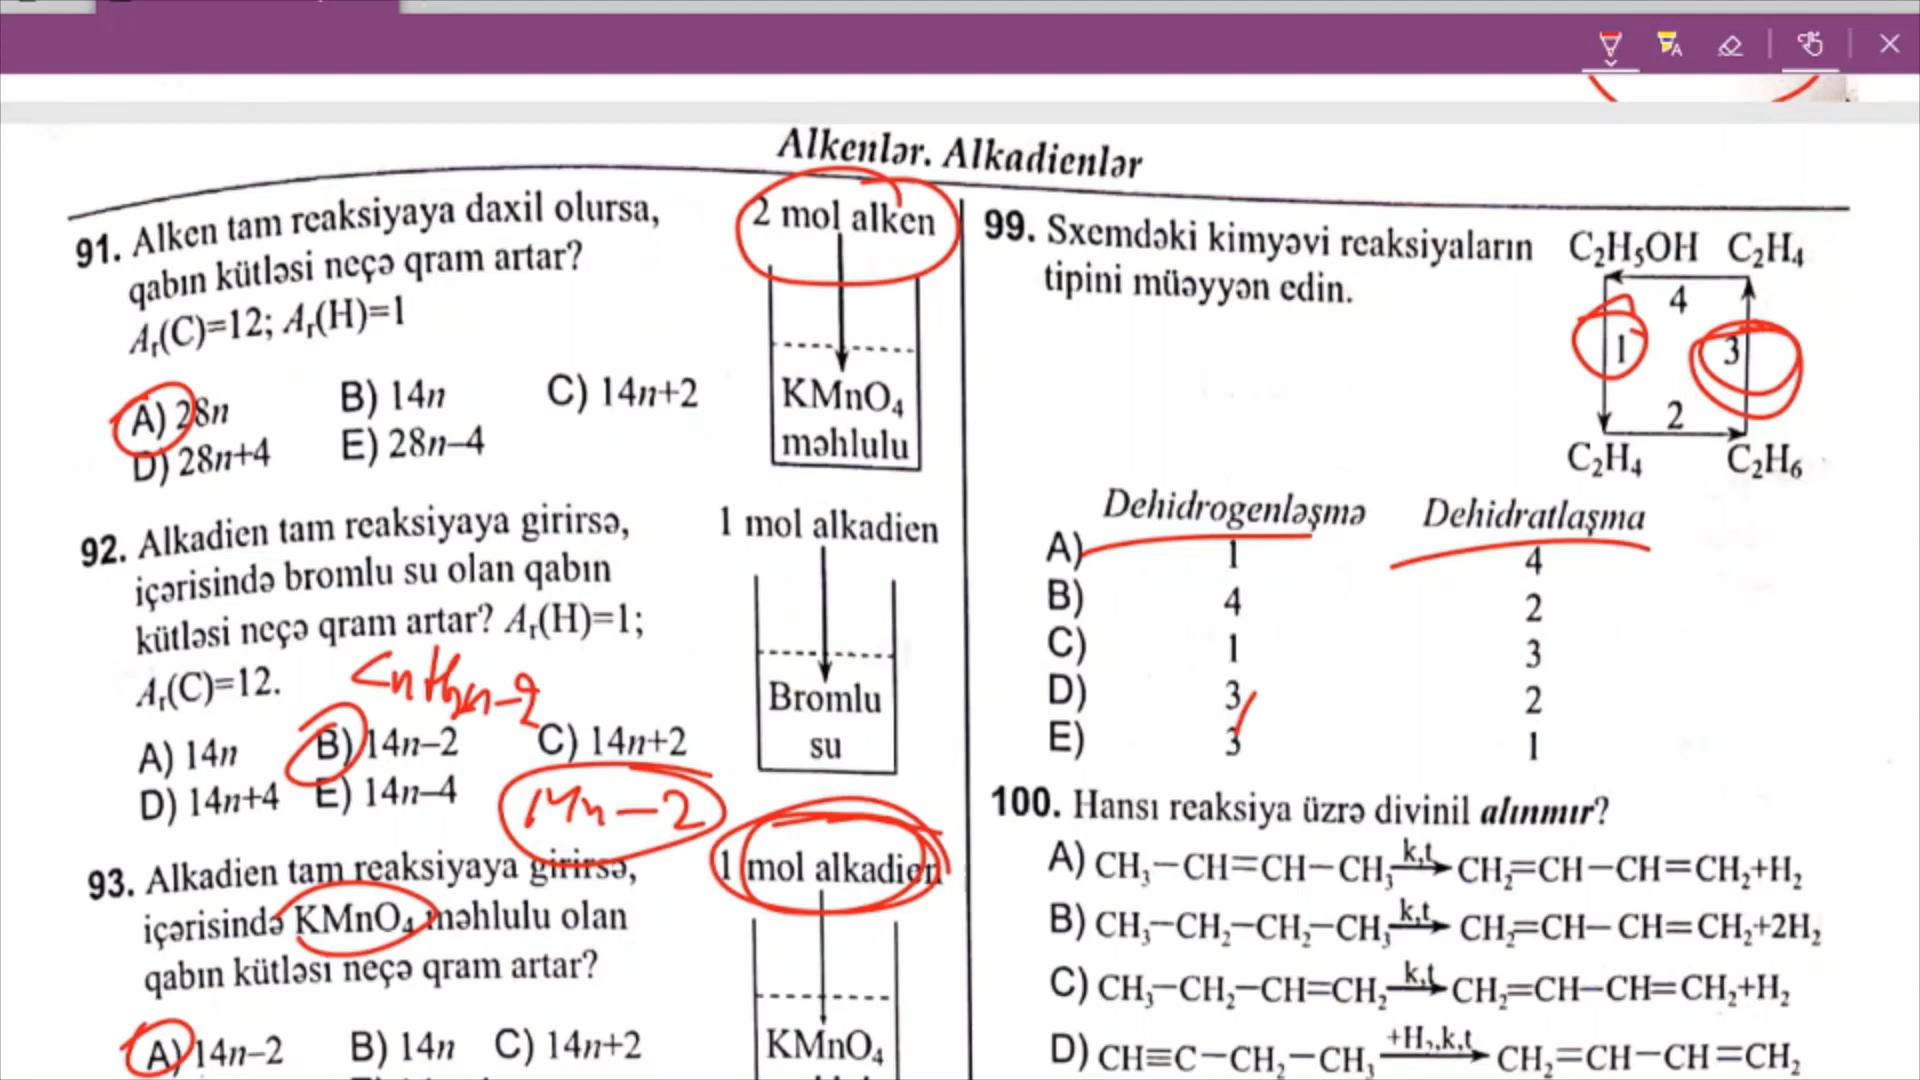 Alkenlər. Alkadienlər
91. Alken tam reaksiyaya daxil olursa,
qabın kütləsi neçə qram artar?
Aᵣ(C)=12; Aᵣ(H)=1
A) 28n B) 14n C) 14n+2
D) 28n+4 E) 28n–4
2 mol alken
KMnO₄
məhlulu
92. Alkadien tam reaksiyaya girirsə,
içərisində bromlu su olan qabın
kütləsi neçə qram artar? Aᵣ(H)=1;
Aᵣ(C)=12.
CnH2n-2
A) 14n B) 14n–2 C) 14n+2
D) 14n+4 E) 14n–4
14n-2
1 mol alkadien
Bromlu
su
93. Alkadien tam reaksiyaya girirsə,
içərisində KMnO₄ məhlulu olan
qabın kütləsi neçə qram artar?
A) 14n–2 B) 14n C) 14n+2
1 mol alkadien
KMnO₄
99. Sxemdəki kimyəvi reaksiyaların
tipini müəyyən edin.
C₂H₅OH C₂H₄
4
1 3
2
C₂H₄ C₂H₆
Dehidrogenləşmə Dehidratlaşma
A) 1 4
B) 4 2
C) 1 3
D) 3 2
E) 3 1
100. Hansı reaksiya üzrə divinil alınmır?
A) CH₃–CH=CH–CH₃ k,t CH₂=CH–CH=CH₂+H₂
B) CH₃–CH₂–CH₂–CH₃ k,t CH₂=CH–CH=CH₂+2H₂
C) CH₃–CH₂–CH=CH₂ k,t CH₂=CH–CH=CH₂+H₂
D) CH≡C–CH₂–CH₃ +H₂,k,t CH₂=CH–CH=CH₂